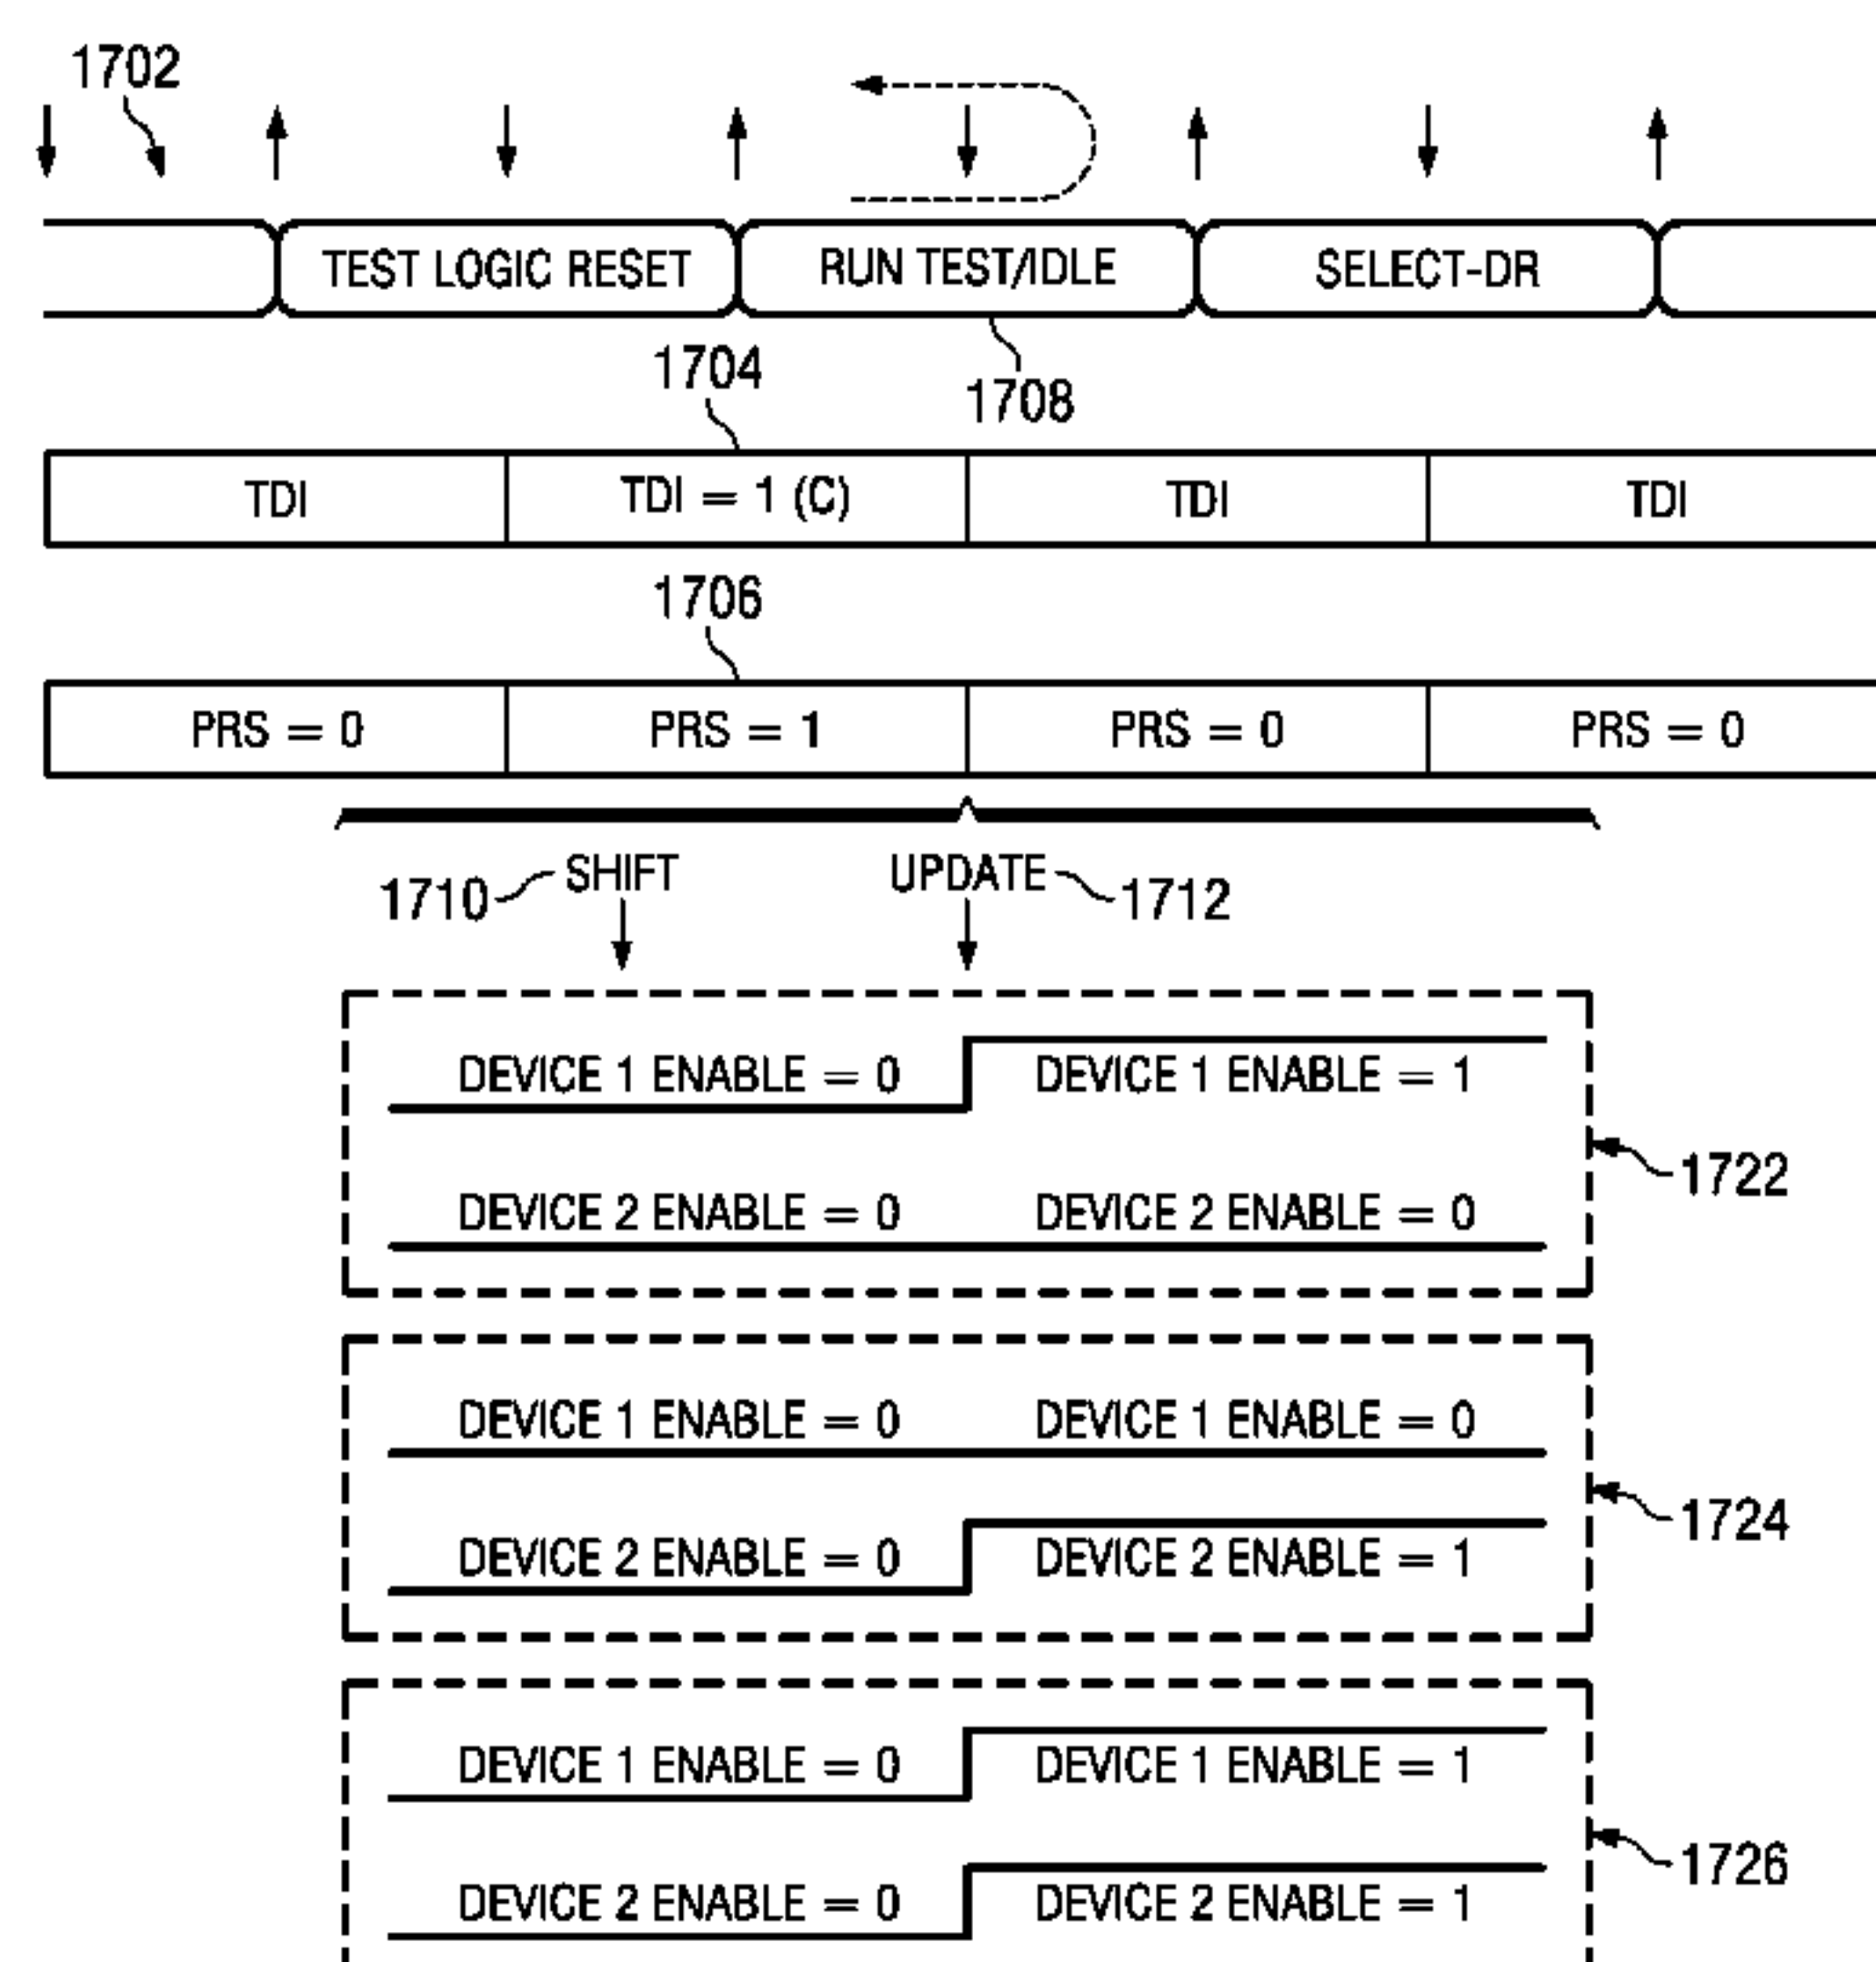 1702
TEST LOGIC RESET RUN TEST/IDLE SELECT-DR
1704 1708
TDI TDI = 1 (C) TDI TDI
1706
PRS = 0 PRS = 1 PRS = 0 PRS = 0
1710 SHIFT UPDATE 1712
DEVICE 1 ENABLE = 0 DEVICE 1 ENABLE = 1
1722
DEVICE 2 ENABLE = 0 DEVICE 2 ENABLE = 0
DEVICE 1 ENABLE = 0 DEVICE 1 ENABLE = 0
1724
DEVICE 2 ENABLE = 0 DEVICE 2 ENABLE = 1
DEVICE 1 ENABLE = 0 DEVICE 1 ENABLE = 1
1726
DEVICE 2 ENABLE = 0 DEVICE 2 ENABLE = 1